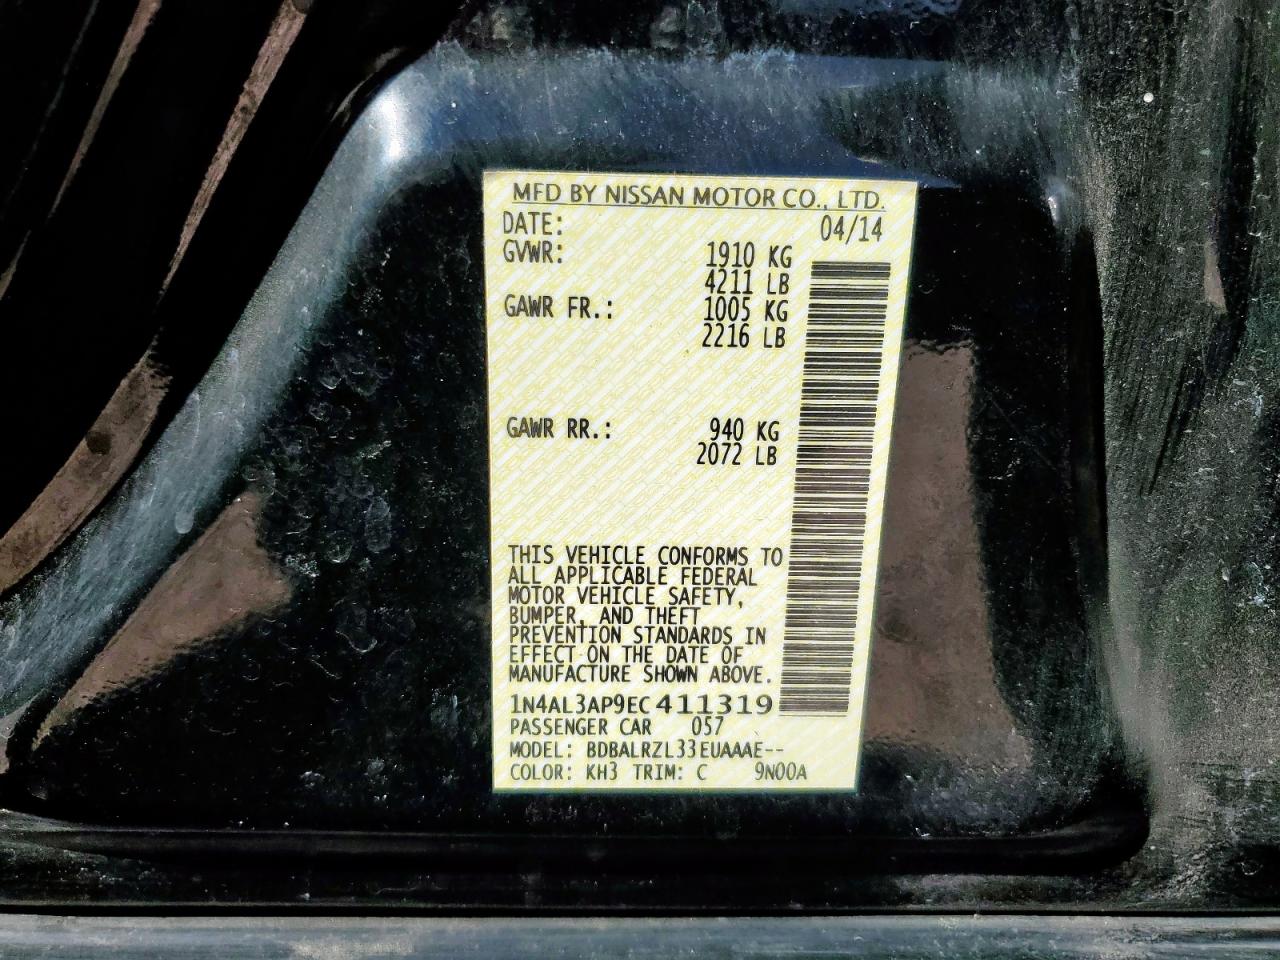 MFD BY NISSAN MOTOR CO., LTD.
DATE: 04/14
GVWR: 1910 KG
4211 LB
GAWR FR.: 1005 KG
2216 LB
GAWR RR.: 940 KG
2072 LB
THIS VEHICLE CONFORMS TO
ALL APPLICABLE FEDERAL
MOTOR VEHICLE SAFETY,
BUMPER, AND THEFT
PREVENTION STANDARDS IN
EFFECT ON THE DATE OF
MANUFACTURE SHOWN ABOVE.
1N4AL3AP9EC411319
PASSENGER CAR 057
MODEL: BDBALRZL33EUAAAE--
COLOR: KH3 TRIM: C 9N00A